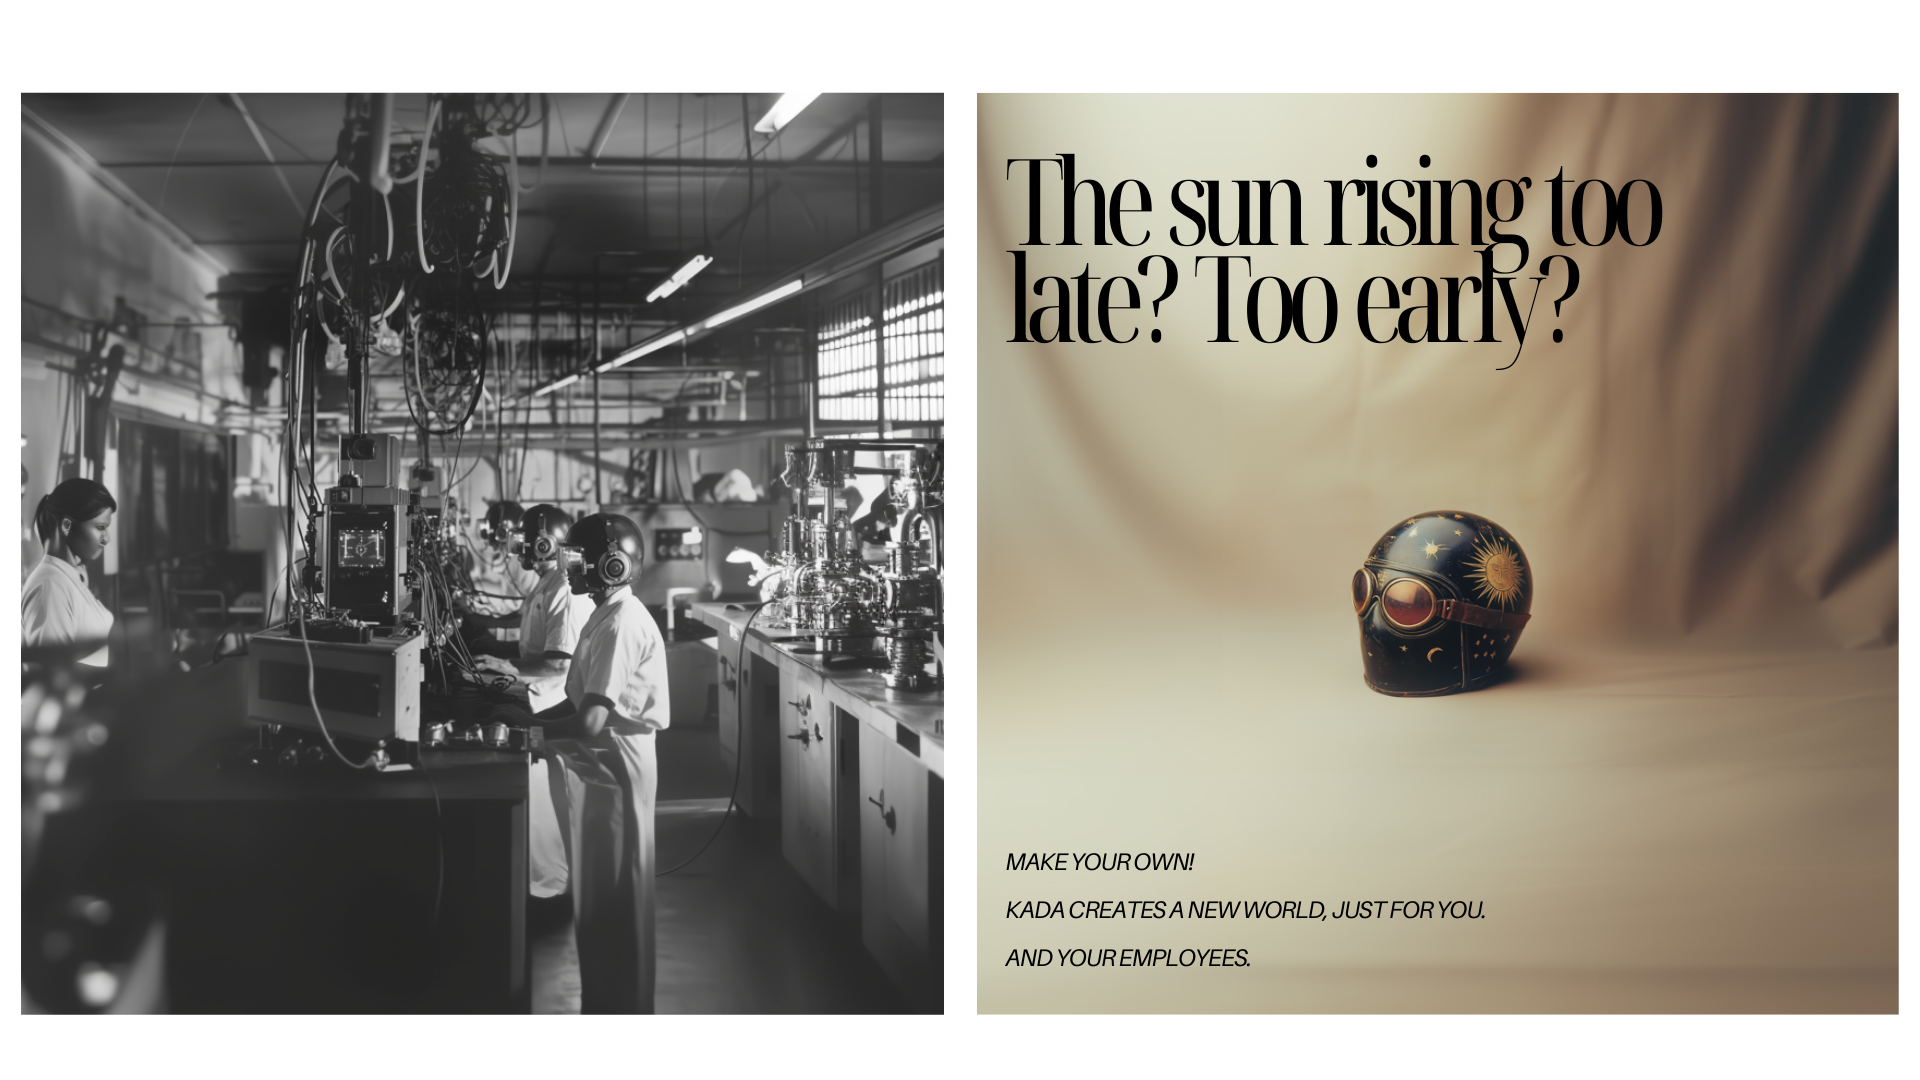 The sun rising too
late? Too early?
MAKE YOUR OWN!
KADA CREATES A NEW WORLD, JUST FOR YOU.
AND YOUR EMPLOYEES.